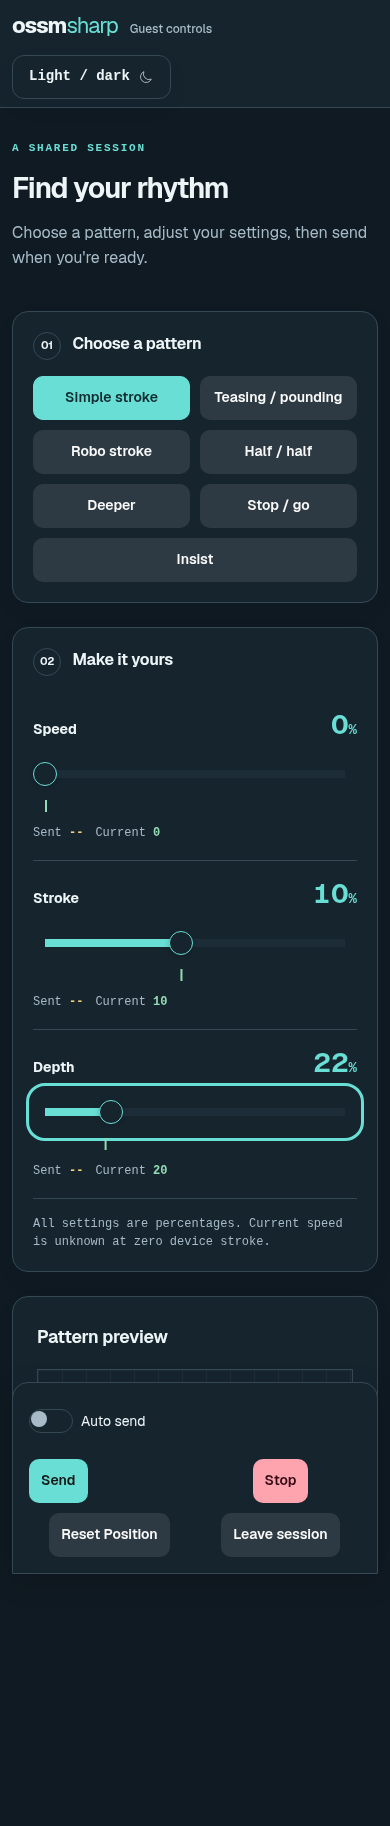 ossmsharp Guest controls
Light / dark
A SHARED SESSION
Find your rhythm
Choose a pattern, adjust your settings, then send
when you're ready.
01 Choose a pattern
Simple stroke Teasing / pounding
Robo stroke Half / half
Deeper Stop / go
Insist
02 Make it yours
Speed 0%
Sent -- Current 0
Stroke 10%
Sent -- Current 10
Depth 22%
Sent -- Current 20
All settings are percentages. Current speed
is unknown at zero device stroke.
Pattern preview
Auto send
Send Stop
Reset Position Leave session